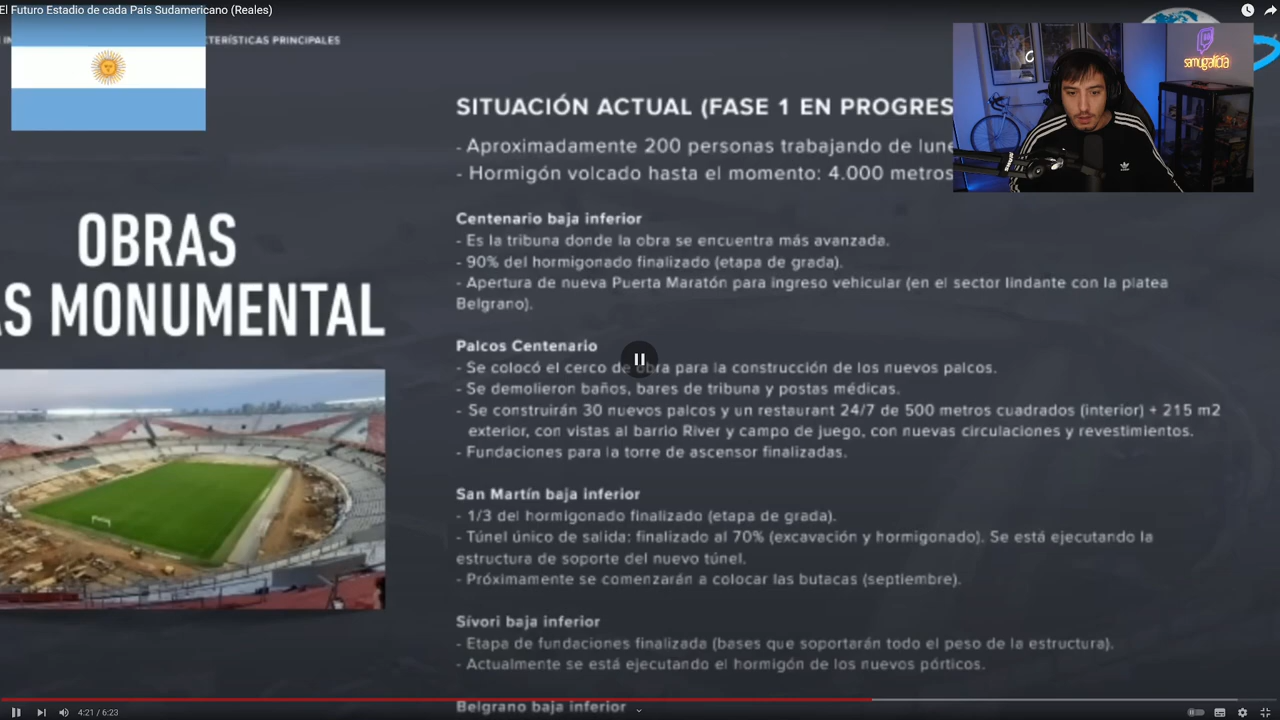 El Futuro Estadio de cada País Sudamericano (Reales)
CTERÍSTICAS PRINCIPALES
samugalicia
SITUACIÓN ACTUAL (FASE 1 EN PROGRES
- Aproximadamente 200 personas trabajando de lune
- Hormigón volcado hasta el momento: 4.000 metros
OBRAS
AS MONUMENTAL
Centenario baja inferior
- Es la tribuna donde la obra se encuentra más avanzada.
- 90% del hormigonado finalizado (etapa de grada).
- Apertura de nueva Puerta Maratón para ingreso vehicular (en el sector lindante con la platea
Belgrano).
Palcos Centenario
- Se colocó el cerco de obra para la construcción de los nuevos palcos.
- Se demolieron baños, bares de tribuna y postas médicas.
- Se construirán 30 nuevos palcos y un restaurant 24/7 de 500 metros cuadrados (interior) + 215 m2
exterior, con vistas al barrio River y campo de juego, con nuevas circulaciones y revestimientos.
- Fundaciones para la torre de ascensor finalizadas.
San Martín baja inferior
- 1/3 del hormigonado finalizado (etapa de grada).
- Túnel único de salida: finalizado al 70% (excavación y hormigonado). Se está ejecutando la
estructura de soporte del nuevo túnel.
- Próximamente se comenzarán a colocar las butacas (septiembre).
Sívori baja inferior
- Etapa de fundaciones finalizada (bases que soportarán todo el peso de la estructura).
- Actualmente se está ejecutando el hormigón de los nuevos pórticos.
Belgrano baja inferior
4:21 / 6:23